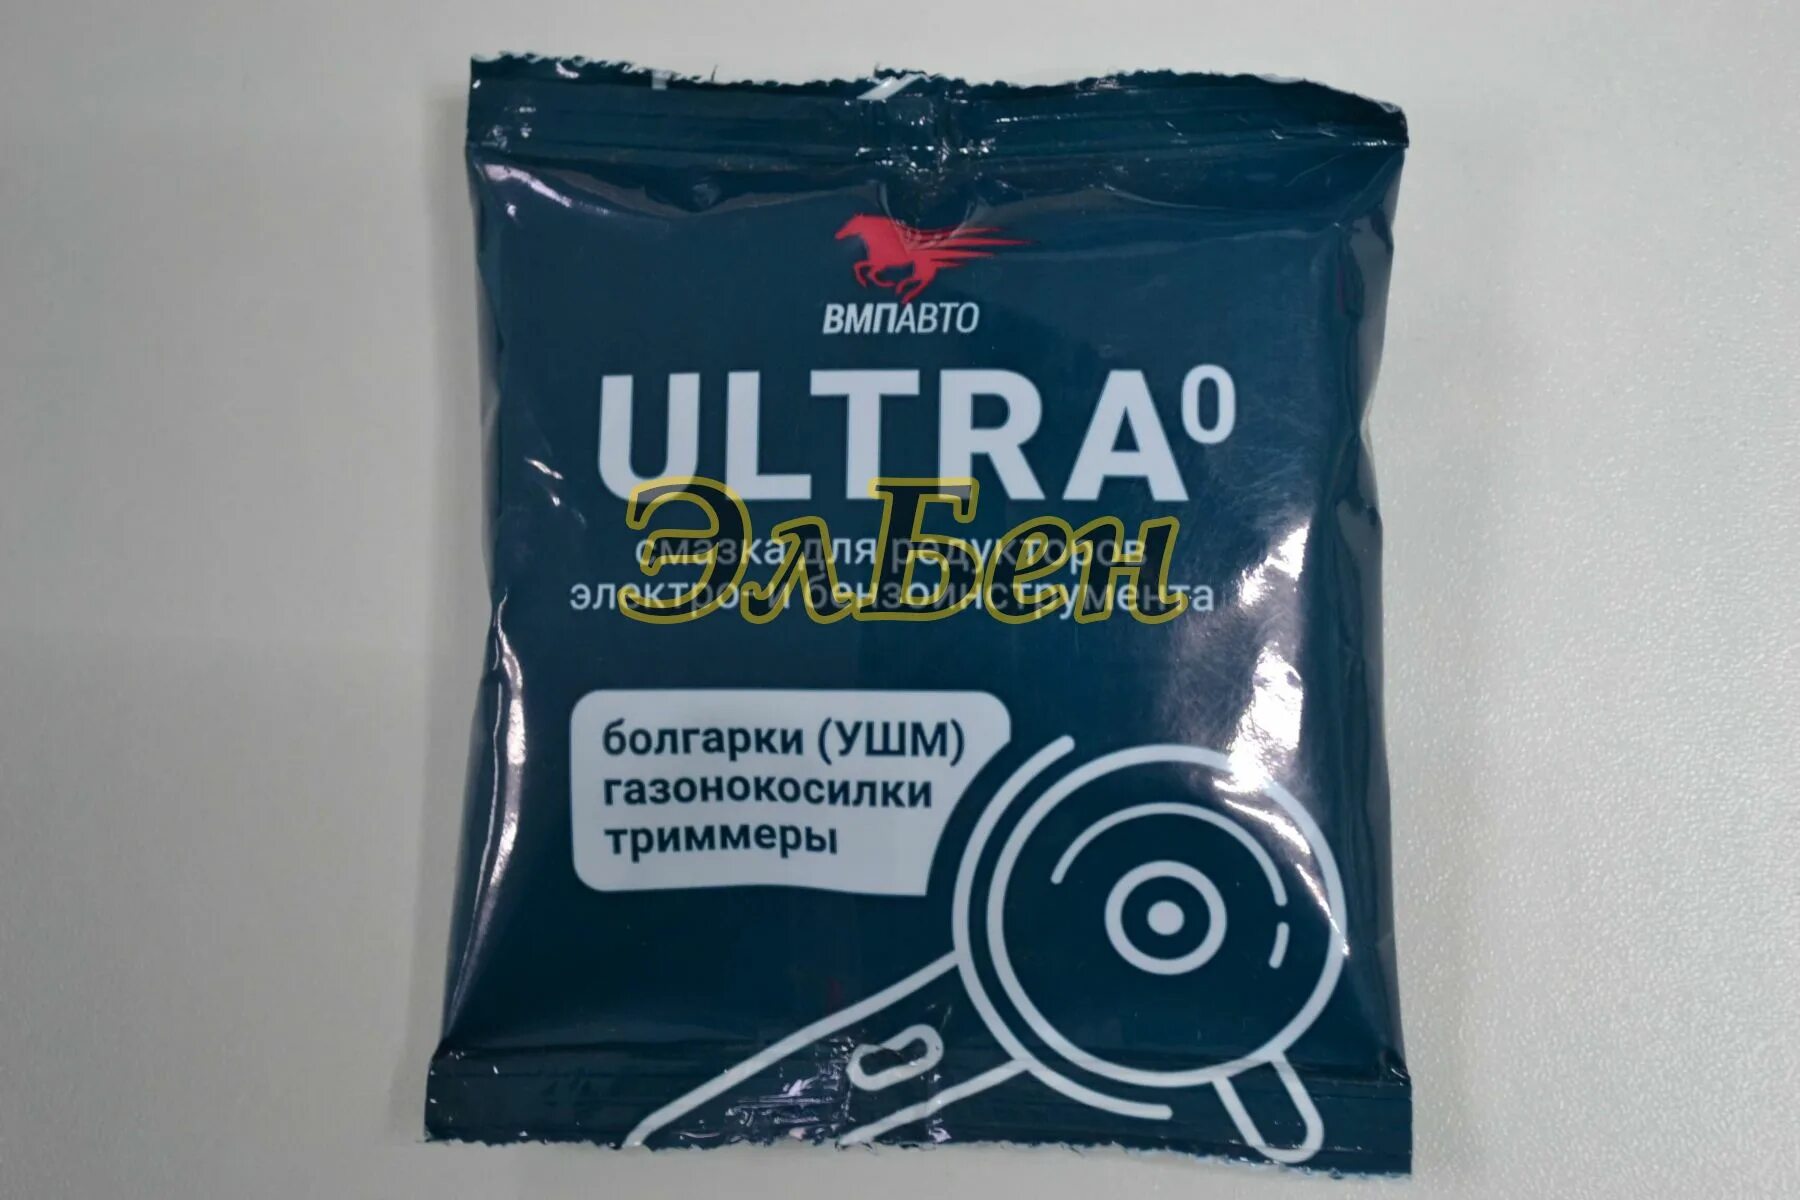 ВМПАВТО
ULTRA⁰
ЭлБен
смазка для редукторов
электро- и бензоинструмента
болгарки (УШМ)
газонокосилки
триммеры